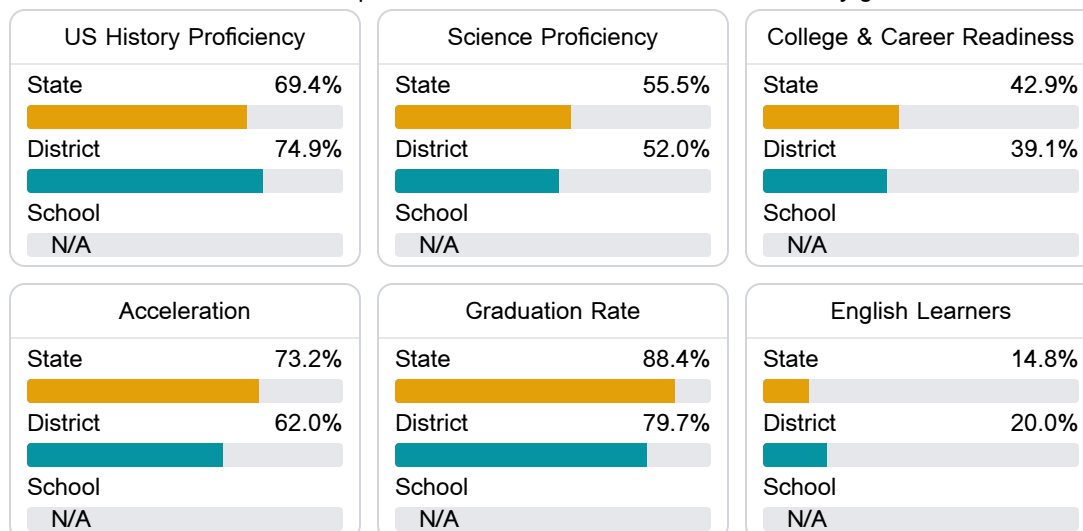 US History Proficiency
State 69.4%
District 74.9%
School
N/A
Science Proficiency
State 55.5%
District 52.0%
School
N/A
College & Career Readiness
State 42.9%
District 39.1%
School
N/A
Acceleration
State 73.2%
District 62.0%
School
N/A
Graduation Rate
State 88.4%
District 79.7%
School
N/A
English Learners
State 14.8%
District 20.0%
School
N/A